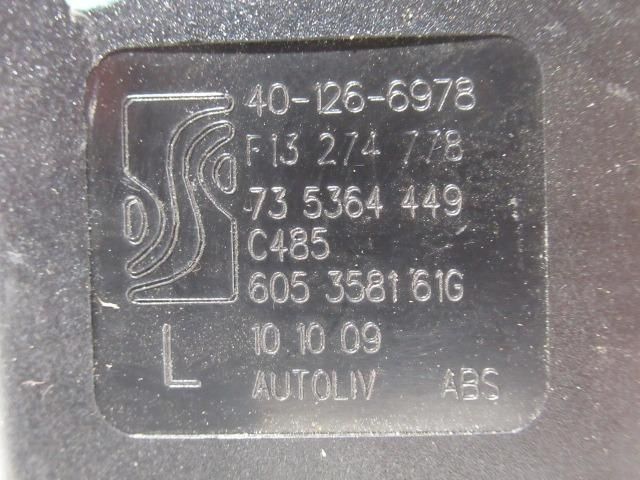 40-126-6978
F13 274 778
73 5364 449
C485
605 3581 61G
L
10 10 09
AUTOLIV ABS